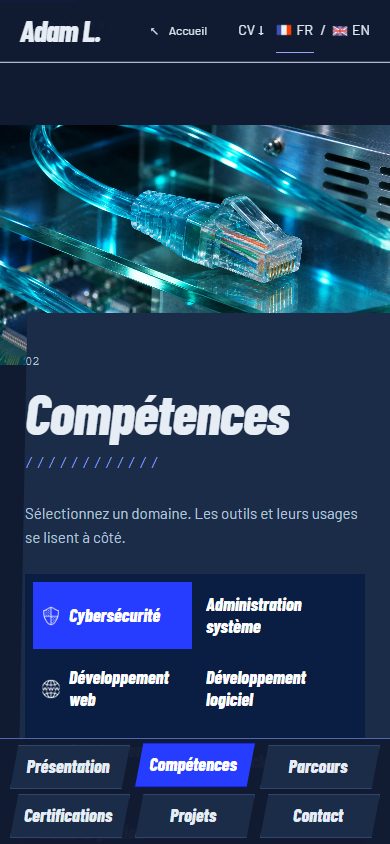 Adam L.
↖ Accueil
CV ↓
FR / EN
02
Compétences
/ / / / / / / / / / / /
Sélectionnez un domaine. Les outils et leurs usages
se lisent à côté.
Cybersécurité
Administration
système
Développement
web
Développement
logiciel
Présentation
Compétences
Parcours
Certifications
Projets
Contact